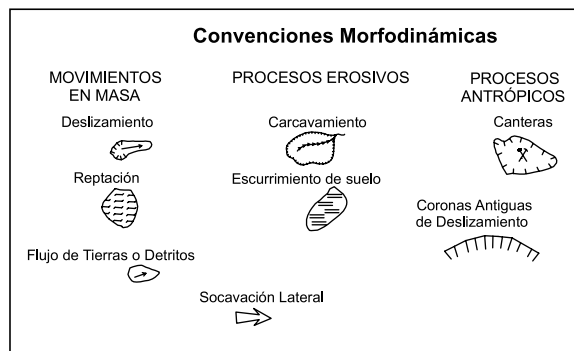 Convenciones Morfodinámicas
MOVIMIENTOS
EN MASA
Deslizamiento
Reptación
Flujo de Tierras o Detritos
PROCESOS EROSIVOS
Carcavamiento
Escurrimiento de suelo
Socavación Lateral
PROCESOS
ANTRÓPICOS
Canteras
Coronas Antiguas
de Deslizamiento